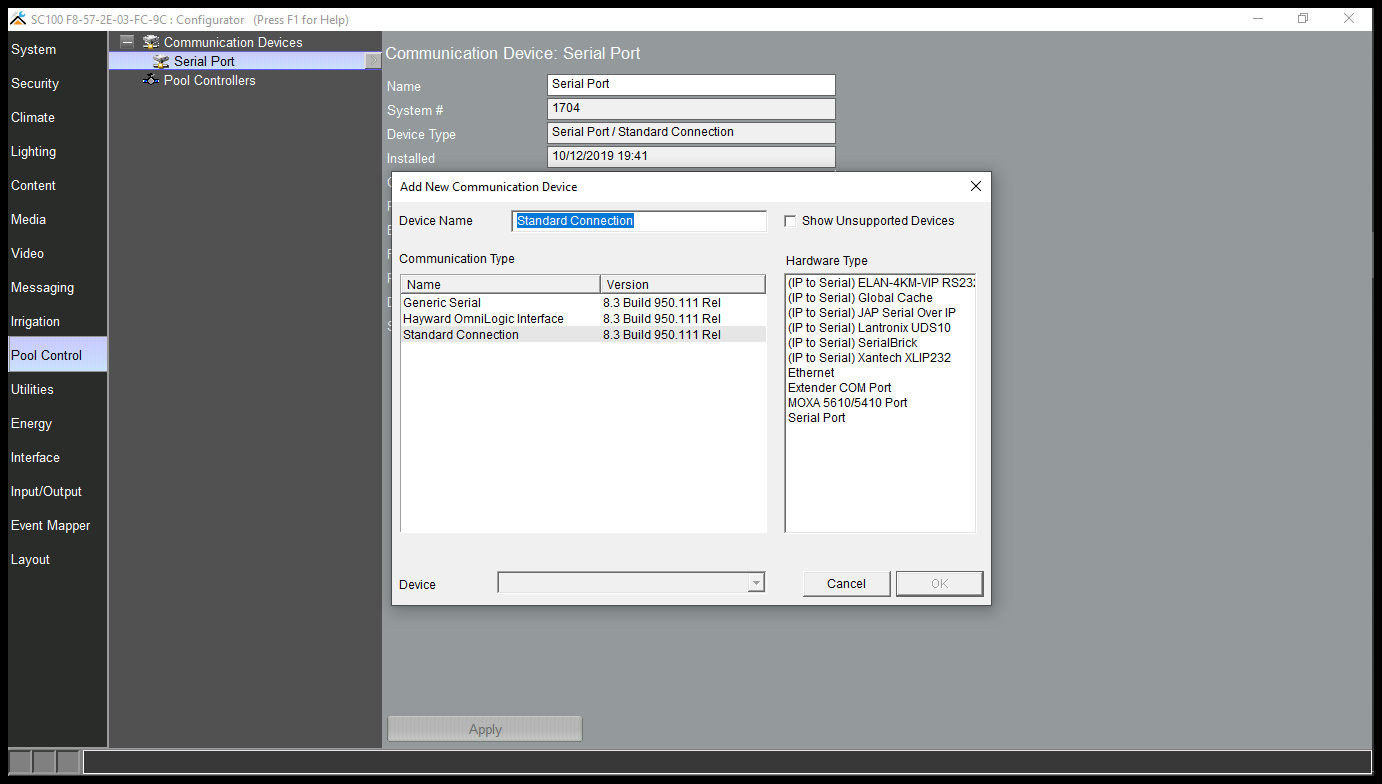 SC100 F8-57-2E-03-FC-9C : Configurator (Press F1 for Help)
System
Security
Climate
Lighting
Content
Media
Video
Messaging
Irrigation
Pool Control
Utilities
Energy
Interface
Input/Output
Event Mapper
Layout
Communication Devices
Serial Port
Pool Controllers
Communication Device: Serial Port
Name Serial Port
System # 1704
Device Type Serial Port / Standard Connection
Installed 10/12/2019 19:41
Add New Communication Device
Device Name Standard Connection
Show Unsupported Devices
Communication Type
Name Version
Generic Serial 8.3 Build 950.111 Rel
Hayward OmniLogic Interface 8.3 Build 950.111 Rel
Standard Connection 8.3 Build 950.111 Rel
Hardware Type
(IP to Serial) ELAN-4KM-VIP RS232
(IP to Serial) Global Cache
(IP to Serial) JAP Serial Over IP
(IP to Serial) Lantronix UDS10
(IP to Serial) SerialBrick
(IP to Serial) Xantech XLIP232
Ethernet
Extender COM Port
MOXA 5610/5410 Port
Serial Port
Device
Cancel OK
Apply